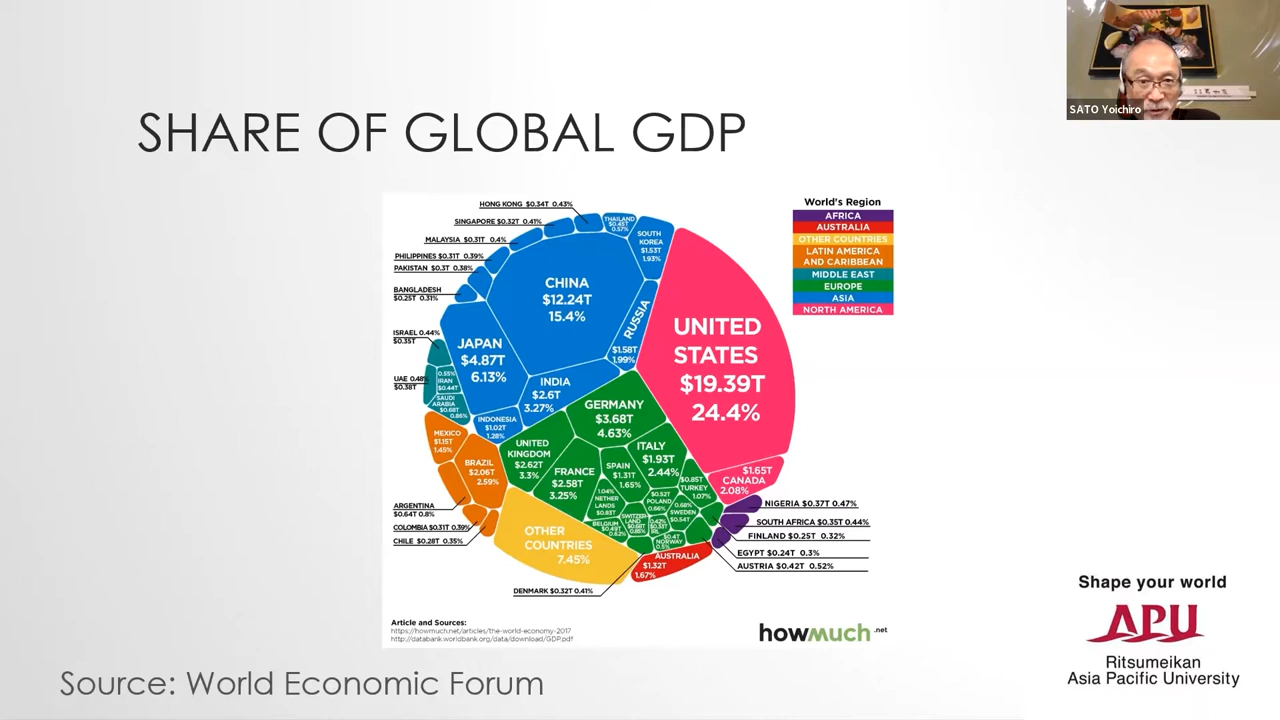 SATO Yoichiro
SHARE OF GLOBAL GDP
HONG KONG $0.34T 0.43%
SINGAPORE $0.32T 0.41%
MALAYSIA $0.31T 0.4%
PHILIPPINES $0.31T 0.39%
PAKISTAN $0.3T 0.38%
BANGLADESH
$0.25T 0.31%
THAILAND
$0.45T
0.57%
SOUTH
KOREA
$1.53T
1.93%
CHINA
$12.24T
15.4%
RUSSIA
$1.58T
1.99%
JAPAN
$4.87T
6.13%
INDIA
$2.6T
3.27%
INDONESIA
$1.02T
1.28%
ISRAEL 0.44%
$0.35T
UAE 0.48%
$0.38T
0.55%
IRAN
$0.44T
SAUDI
ARABIA
$0.68T
0.86%
UNITED
STATES
$19.39T
24.4%
$1.65T
CANADA
2.08%
GERMANY
$3.68T
4.63%
UNITED
KINGDOM
$2.62T
3.3%
FRANCE
$2.58T
3.25%
ITALY
$1.93T
2.44%
SPAIN
$1.31T
1.65%
$0.85T
TURKEY
1.07%
1.04%
NETHER
LANDS
$0.83T
$0.52T
POLAND
0.66%
0.68%
SWEDEN
$0.54T
SWITZER
LAND
BELGIUM
$0.49T
0.62%
$0.4T
NORWAY
0.5%
MEXICO
$1.15T
1.45%
BRAZIL
$2.06T
2.59%
ARGENTINA
$0.64T 0.8%
COLOMBIA $0.31T 0.39%
CHILE $0.28T 0.35%
OTHER
COUNTRIES
7.45%
AUSTRALIA
$1.32T
1.67%
DENMARK $0.32T 0.41%
NIGERIA $0.37T 0.47%
SOUTH AFRICA $0.35T 0.44%
FINLAND $0.25T 0.32%
EGYPT $0.24T 0.3%
AUSTRIA $0.42T 0.52%
World's Region
AFRICA
AUSTRALIA
OTHER COUNTRIES
LATIN AMERICA
AND CARIBBEAN
MIDDLE EAST
EUROPE
ASIA
NORTH AMERICA
Article and Sources:
https://howmuch.net/articles/the-world-economy-2017
http://databank.worldbank.org/data/download/GDP.pdf
howmuch.net
Source: World Economic Forum
Shape your world
APU
Ritsumeikan
Asia Pacific University